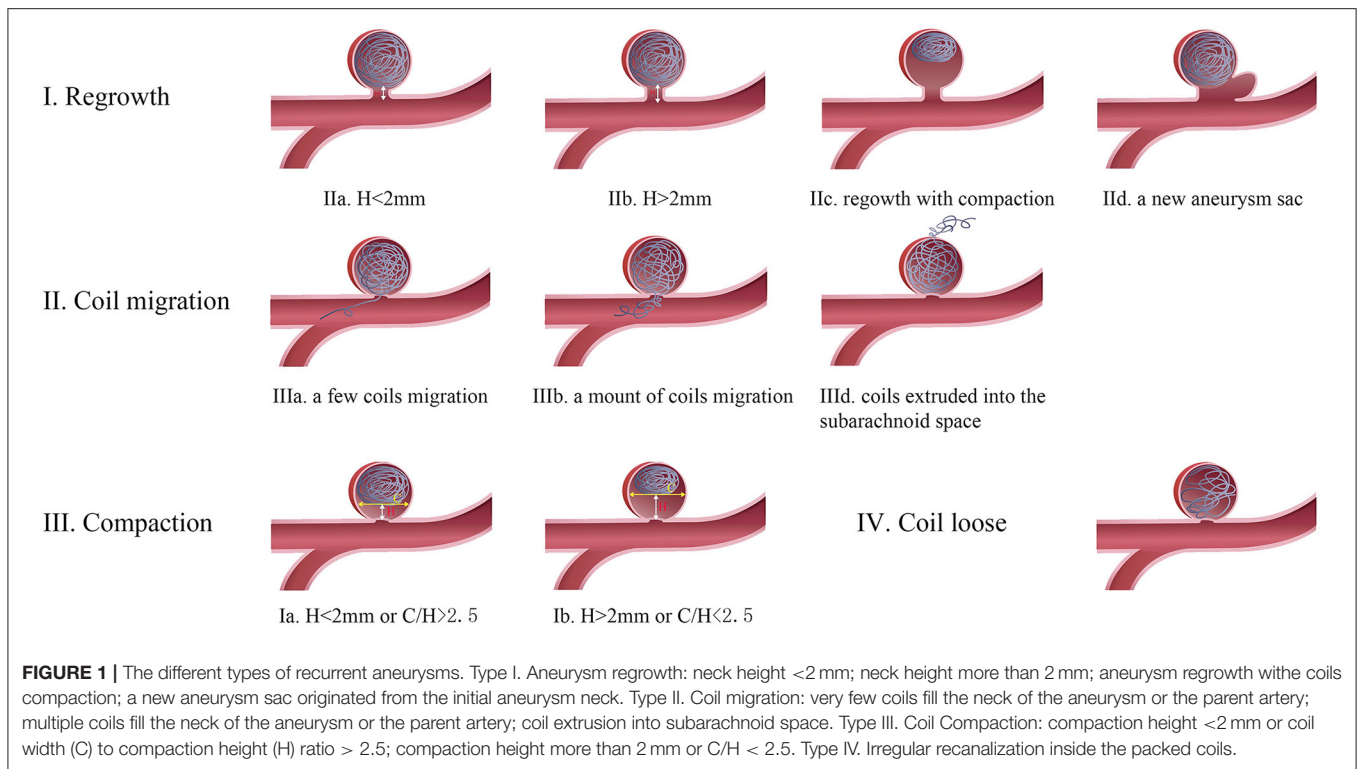 I. Regrowth
IIa. H<2mm
IIb. H>2mm
IIc. regowth with compaction
IId. a new aneurysm sac
II. Coil migration
IIIa. a few coils migration
IIIb. a mount of coils migration
IIId. coils extruded into the
subarachnoid space
III. Compaction
C
H
C
H
IV. Coil loose
Ia. H<2mm or C/H>2.5
Ib. H>2mm or C/H<2.5
FIGURE 1 | The different types of recurrent aneurysms. Type I. Aneurysm regrowth: neck height <2 mm; neck height more than 2 mm; aneurysm regrowth withe coils
compaction; a new aneurysm sac originated from the initial aneurysm neck. Type II. Coil migration: very few coils fill the neck of the aneurysm or the parent artery;
multiple coils fill the neck of the aneurysm or the parent artery; coil extrusion into subarachnoid space. Type III. Coil Compaction: compaction height <2 mm or coil
width (C) to compaction height (H) ratio > 2.5; compaction height more than 2 mm or C/H < 2.5. Type IV. Irregular recanalization inside the packed coils.